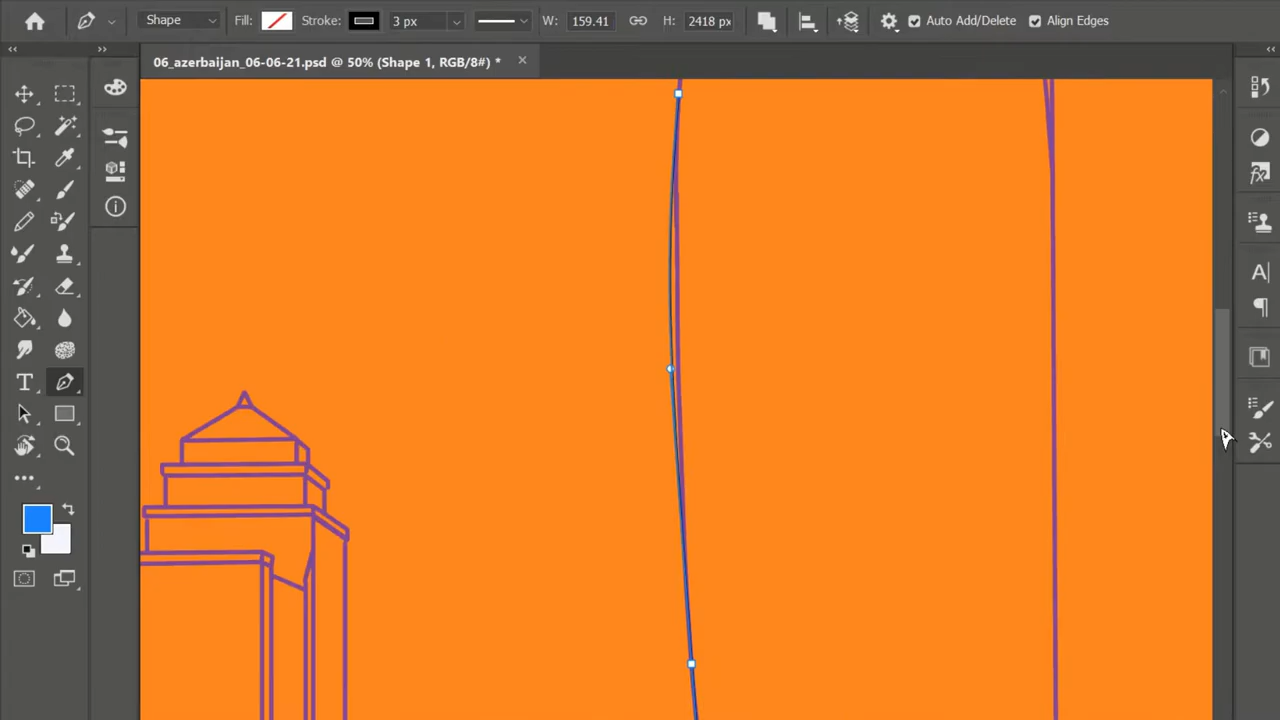 Shape Fill: Stroke: 3 px W: 159.41 H: 2418 px Auto Add/Delete Align Edges
06_azerbaijan_06-06-21.psd @ 50% (Shape 1, RGB/8#) *